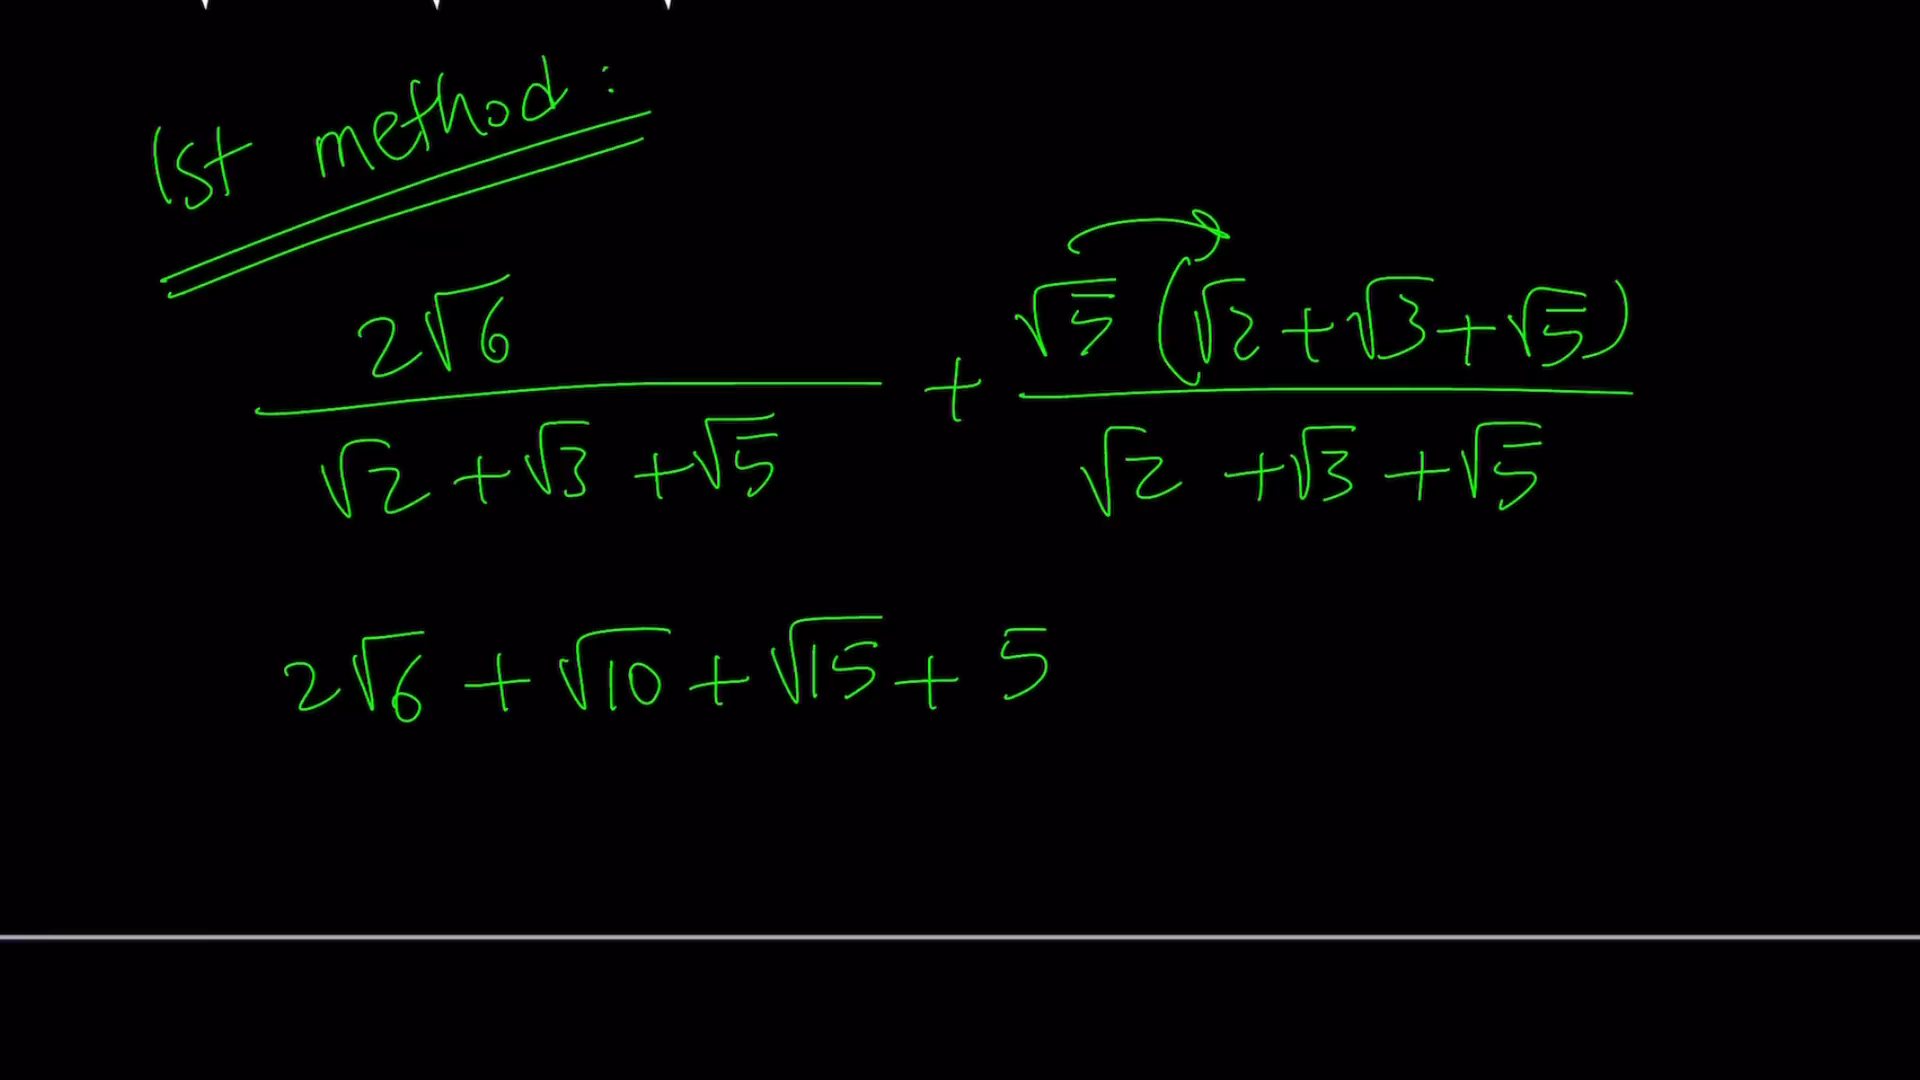 1st method:
2√6 / (√2 + √3 + √5) + √5 (√2 + √3 + √5) / (√2 + √3 + √5)
2√6 + √10 + √15 + 5